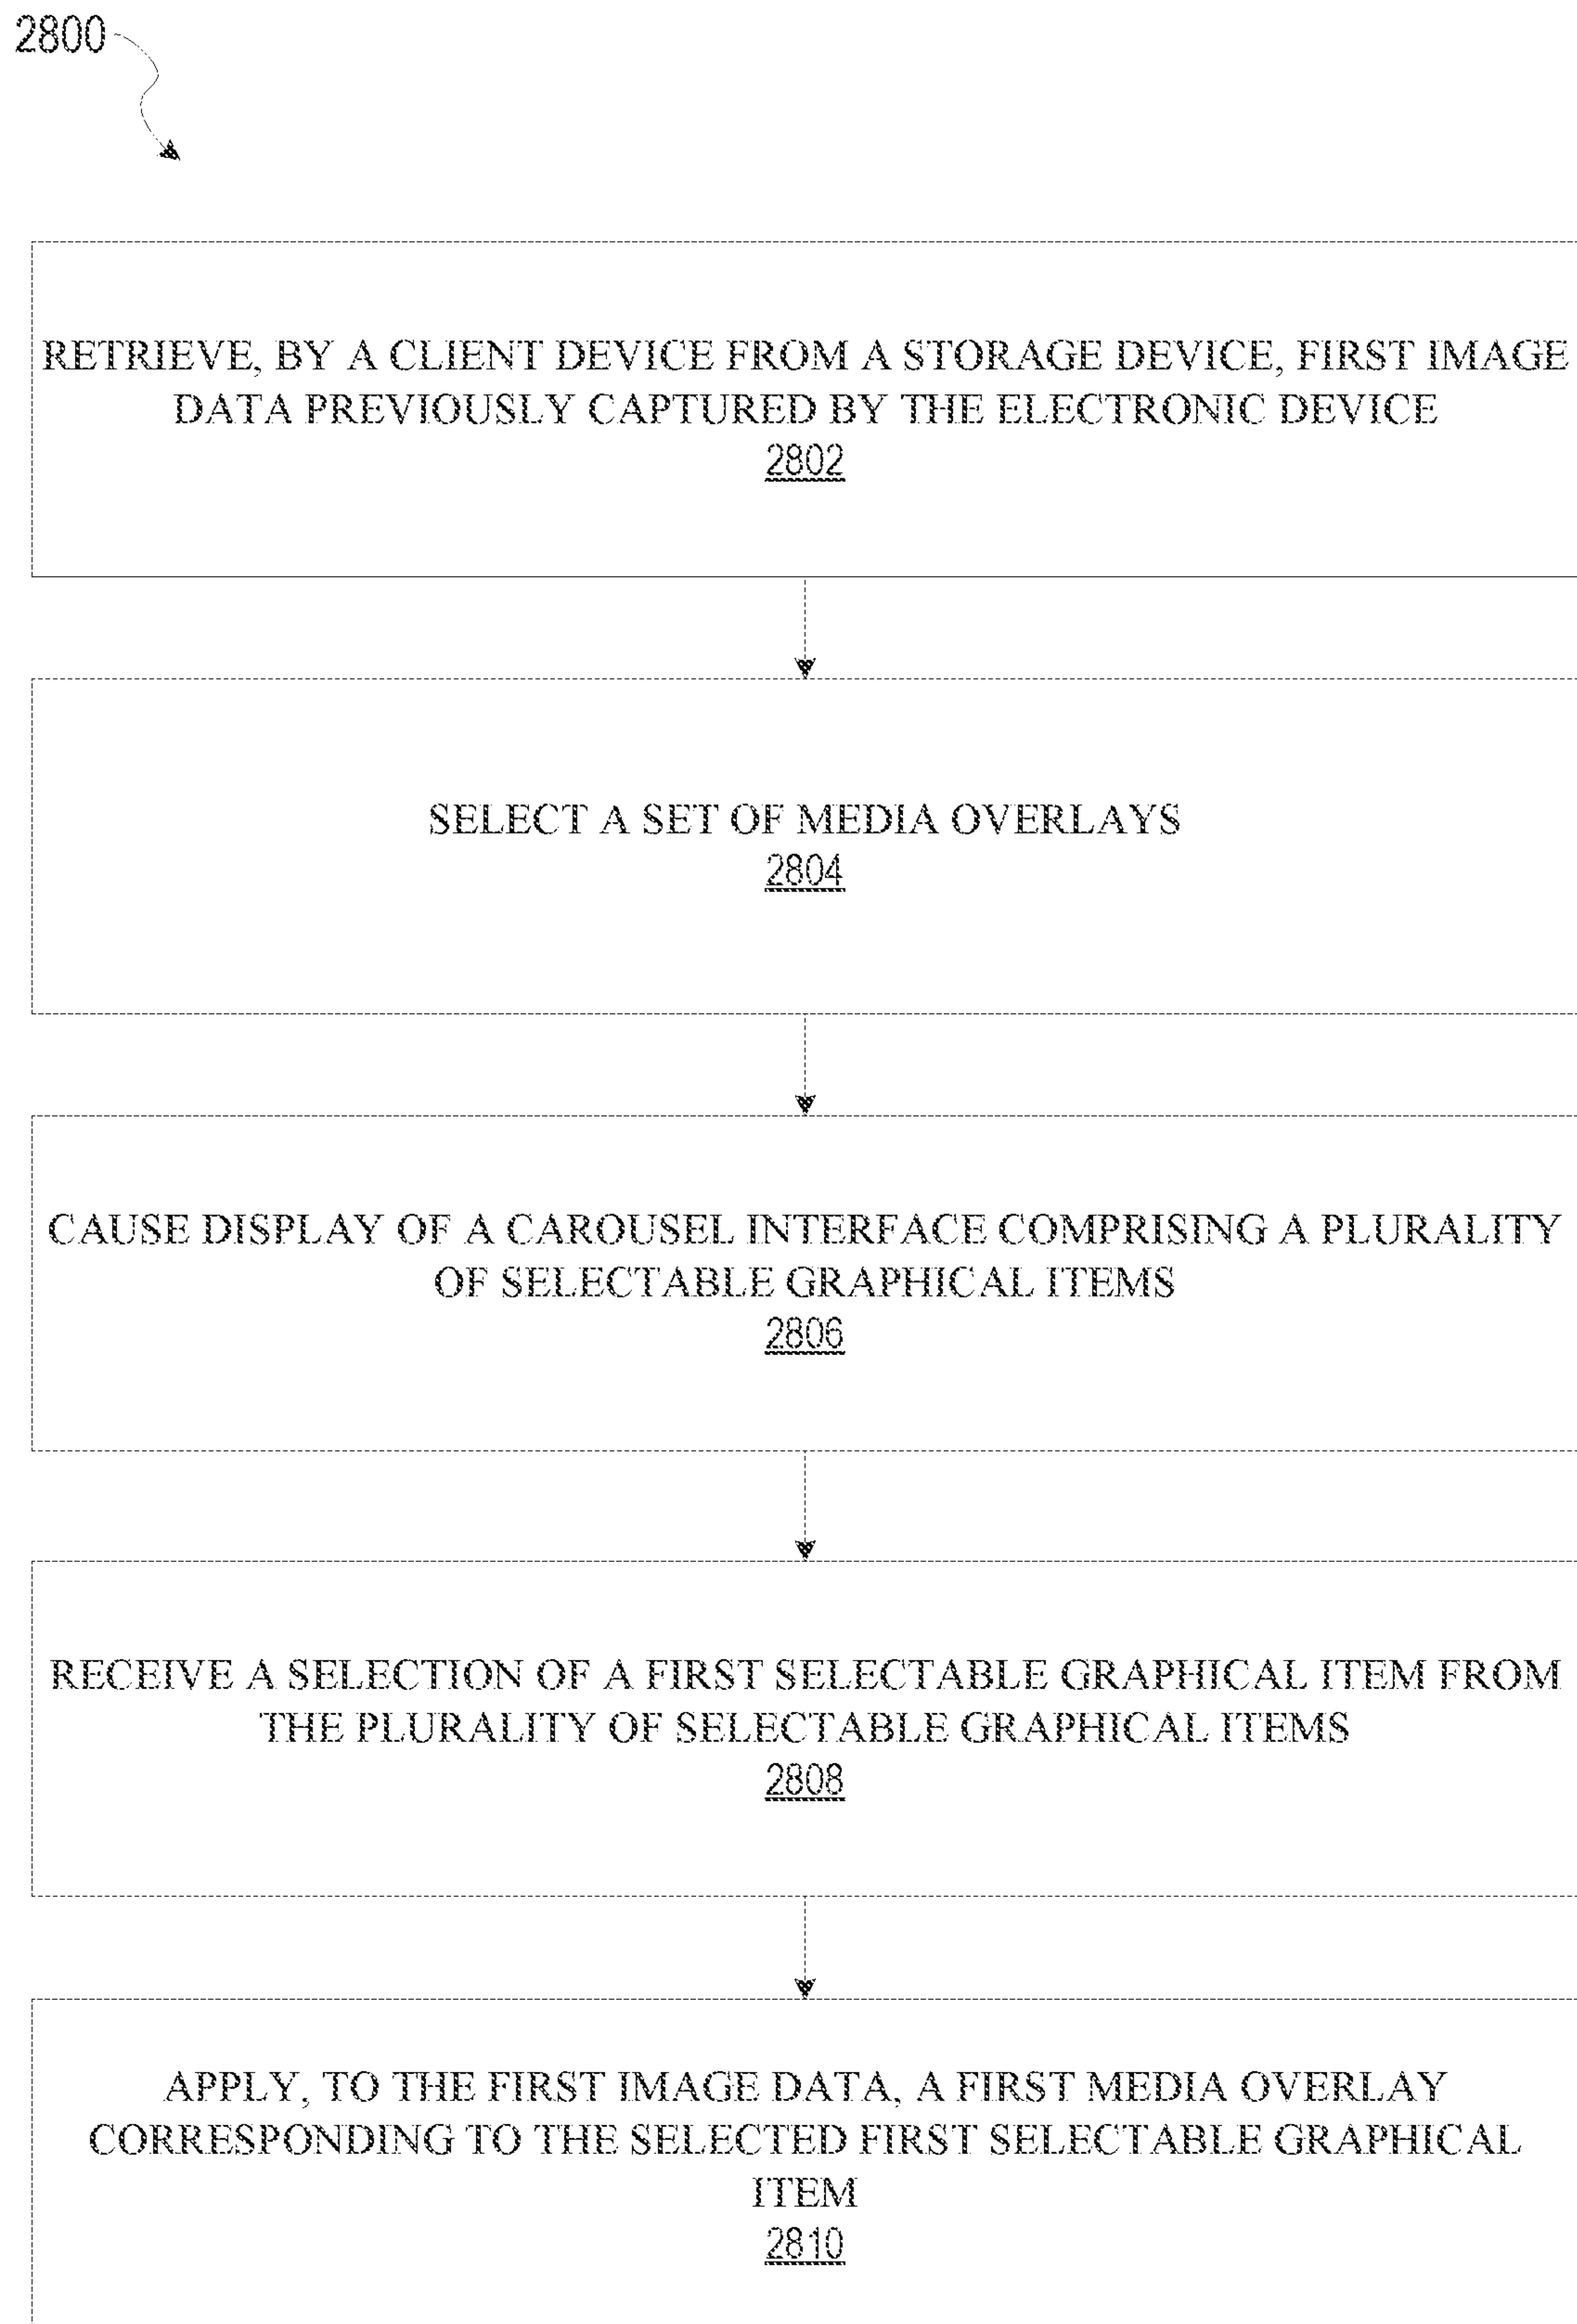 2800
RETRIEVE, BY A CLIENT DEVICE FROM A STORAGE DEVICE, FIRST IMAGE
DATA PREVIOUSLY CAPTURED BY THE ELECTRONIC DEVICE
2802
SELECT A SET OF MEDIA OVERLAYS
2804
CAUSE DISPLAY OF A CAROUSEL INTERFACE COMPRISING A PLURALITY
OF SELECTABLE GRAPHICAL ITEMS
2806
RECEIVE A SELECTION OF A FIRST SELECTABLE GRAPHICAL ITEM FROM
THE PLURALITY OF SELECTABLE GRAPHICAL ITEMS
2808
APPLY, TO THE FIRST IMAGE DATA, A FIRST MEDIA OVERLAY
CORRESPONDING TO THE SELECTED FIRST SELECTABLE GRAPHICAL
ITEM
2810